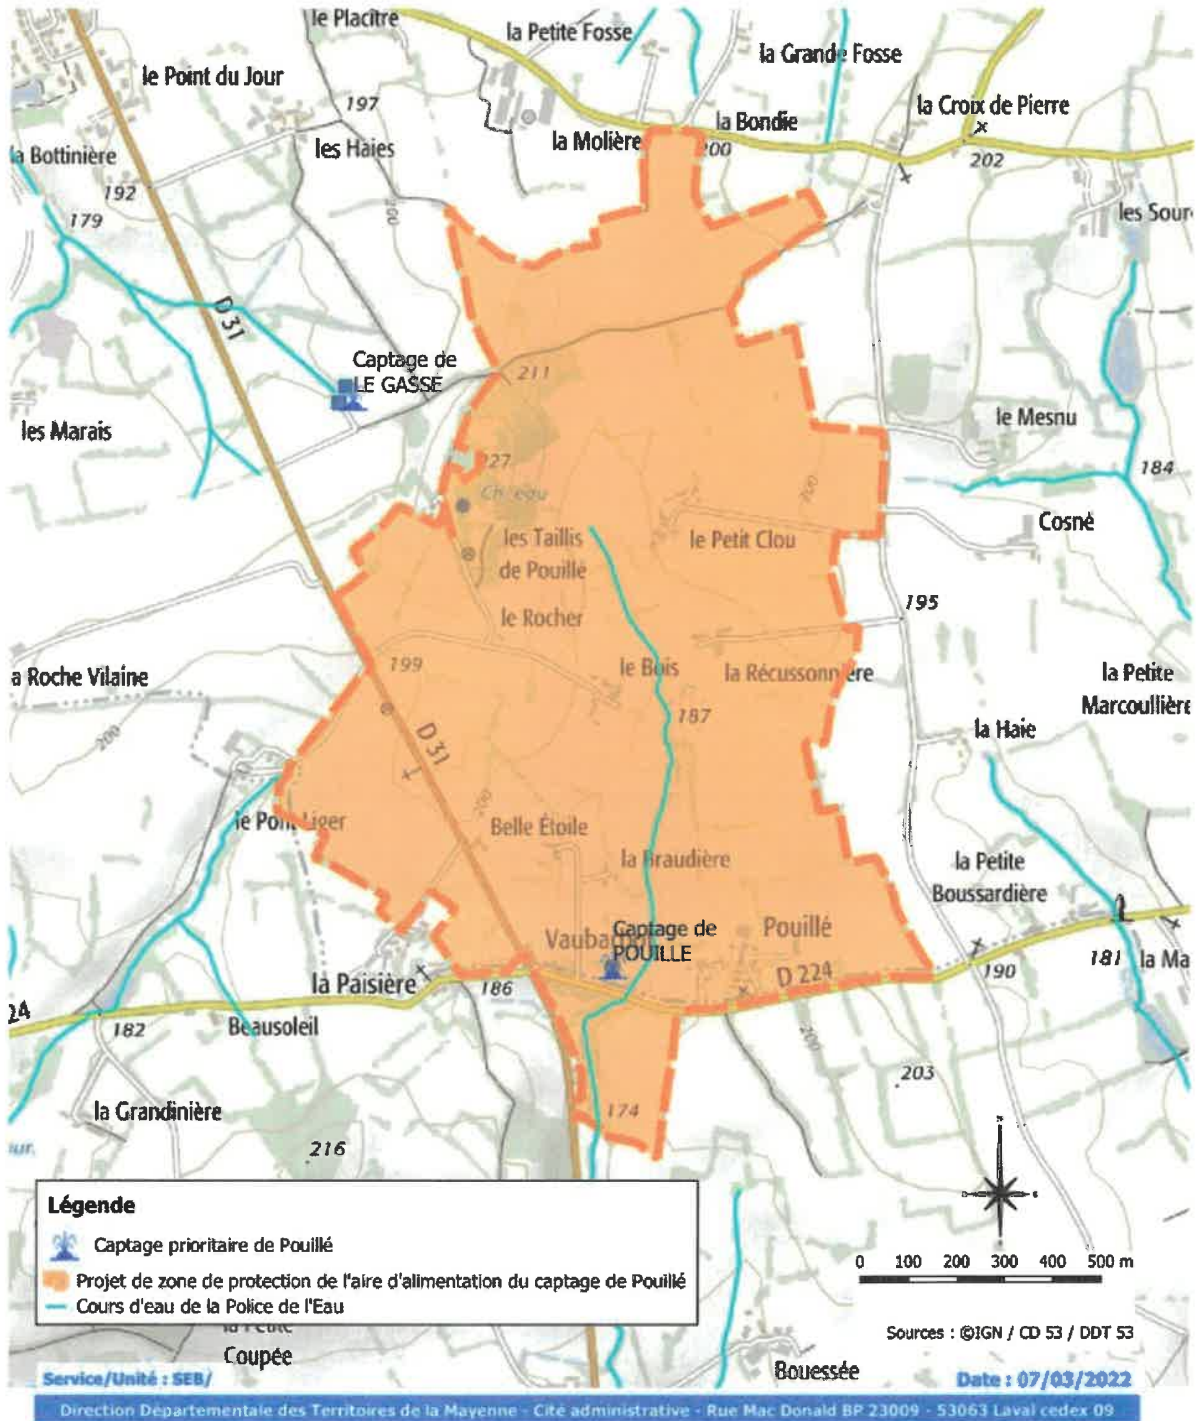 le Placître
la Petite Fosse
la Grande Fosse
le Point du Jour
197
la Croix de Pierre
la Bondie
la Molière
les Haies
200
202
la Bottinière
192
200
179
les Sour
D 31
Captage de
LE GASSE
211
les Marais
le Mesnu
227
184
Ch
200
Cosné
les Taillis
de Pouillé
le Petit Clou
195
le Rocher
199
le Bois
la Récussonnière
a Roche Vilaine
la Petite
Marcoullière
187
la Haie
200
D 31
200
le Pont Liger
Belle Étoile
la Braudière
la Petite
Boussardière
Captage de
POUILLE
Pouillé
D 224
181
la Ma
la Paisière
186
190
24
182
Beausoleil
200
203
la Grandinière
174
216
Légende
Captage prioritaire de Pouillé
Projet de zone de protection de l'aire d'alimentation du captage de Pouillé
Cours d'eau de la Police de l'Eau
0 100 200 300 400 500 m
Sources : ©IGN / CD 53 / DDT 53
Coupée
Bouessée
Service/Unité : SEB/
Date : 07/03/2022
Direction Départementale des Territoires de la Mayenne - Cité administrative - Rue Mac Donald BP 23009 - 53063 Laval cedex 09